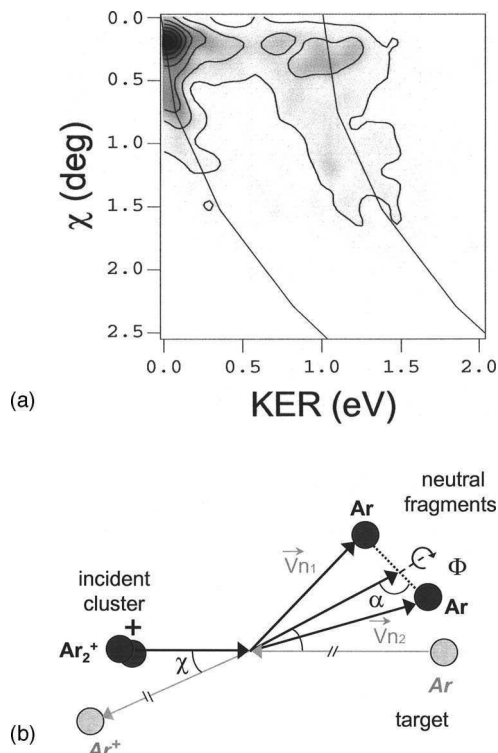 0.0
0.5
1.0
1.5
2.0
2.5
χ (deg)
0.0 0.5 1.0 1.5 2.0
KER (eV)
(a)
neutral
fragments
Ar
incident
cluster
Vn1
Φ
+
α
Ar
Ar2+
χ
Vn2
Ar
target
Ar+
(b)